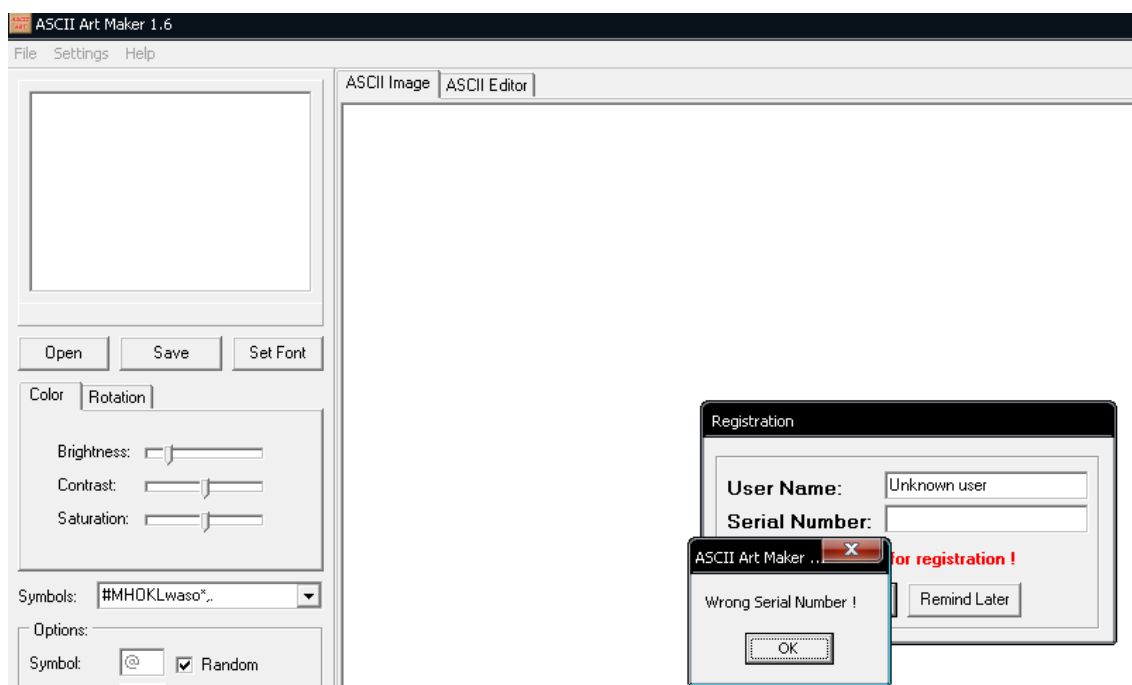 ASCII Art Maker 1.6
File Settings Help
ASCII Image ASCII Editor
Open Save Set Font
Color Rotation
Brightness:
Contrast:
Saturation:
Symbols: #MHOKLwaso*,.
Options:
Symbol: @ Random
Registration
User Name: Unknown user
Serial Number:
for registration !
Remind Later
ASCII Art Maker ...
Wrong Serial Number !
OK